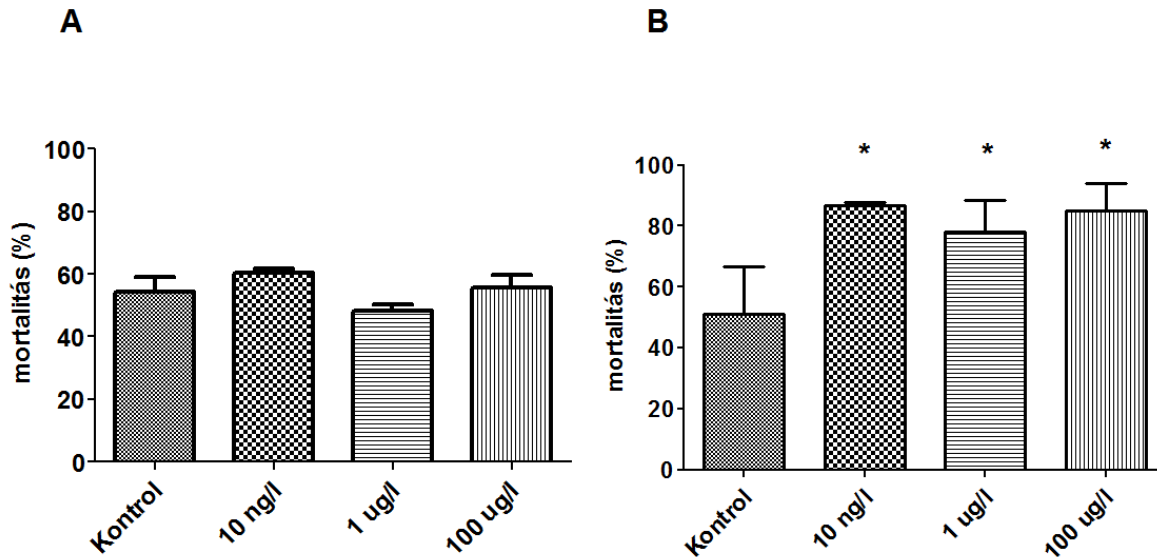 A
mortalitás (%)
100
80
60
40
20
0
Kontrol
10 ng/l
1 ug/l
100 ug/l
B
mortalitás (%)
100
80
60
40
20
0
*
*
*
Kontrol
10 ng/l
1 ug/l
100 ug/l